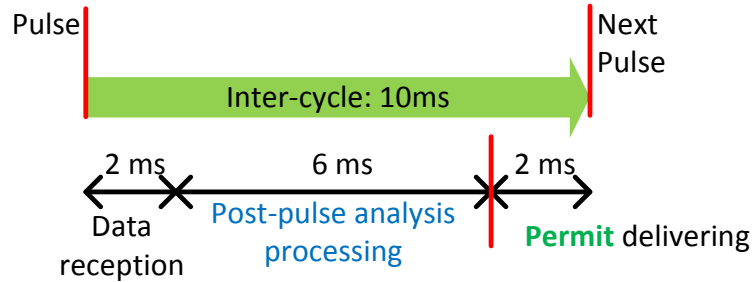 Pulse
Next
Pulse
Inter-cycle: 10ms
2 ms
6 ms
2 ms
Data
reception
Post-pulse analysis
processing
Permit delivering